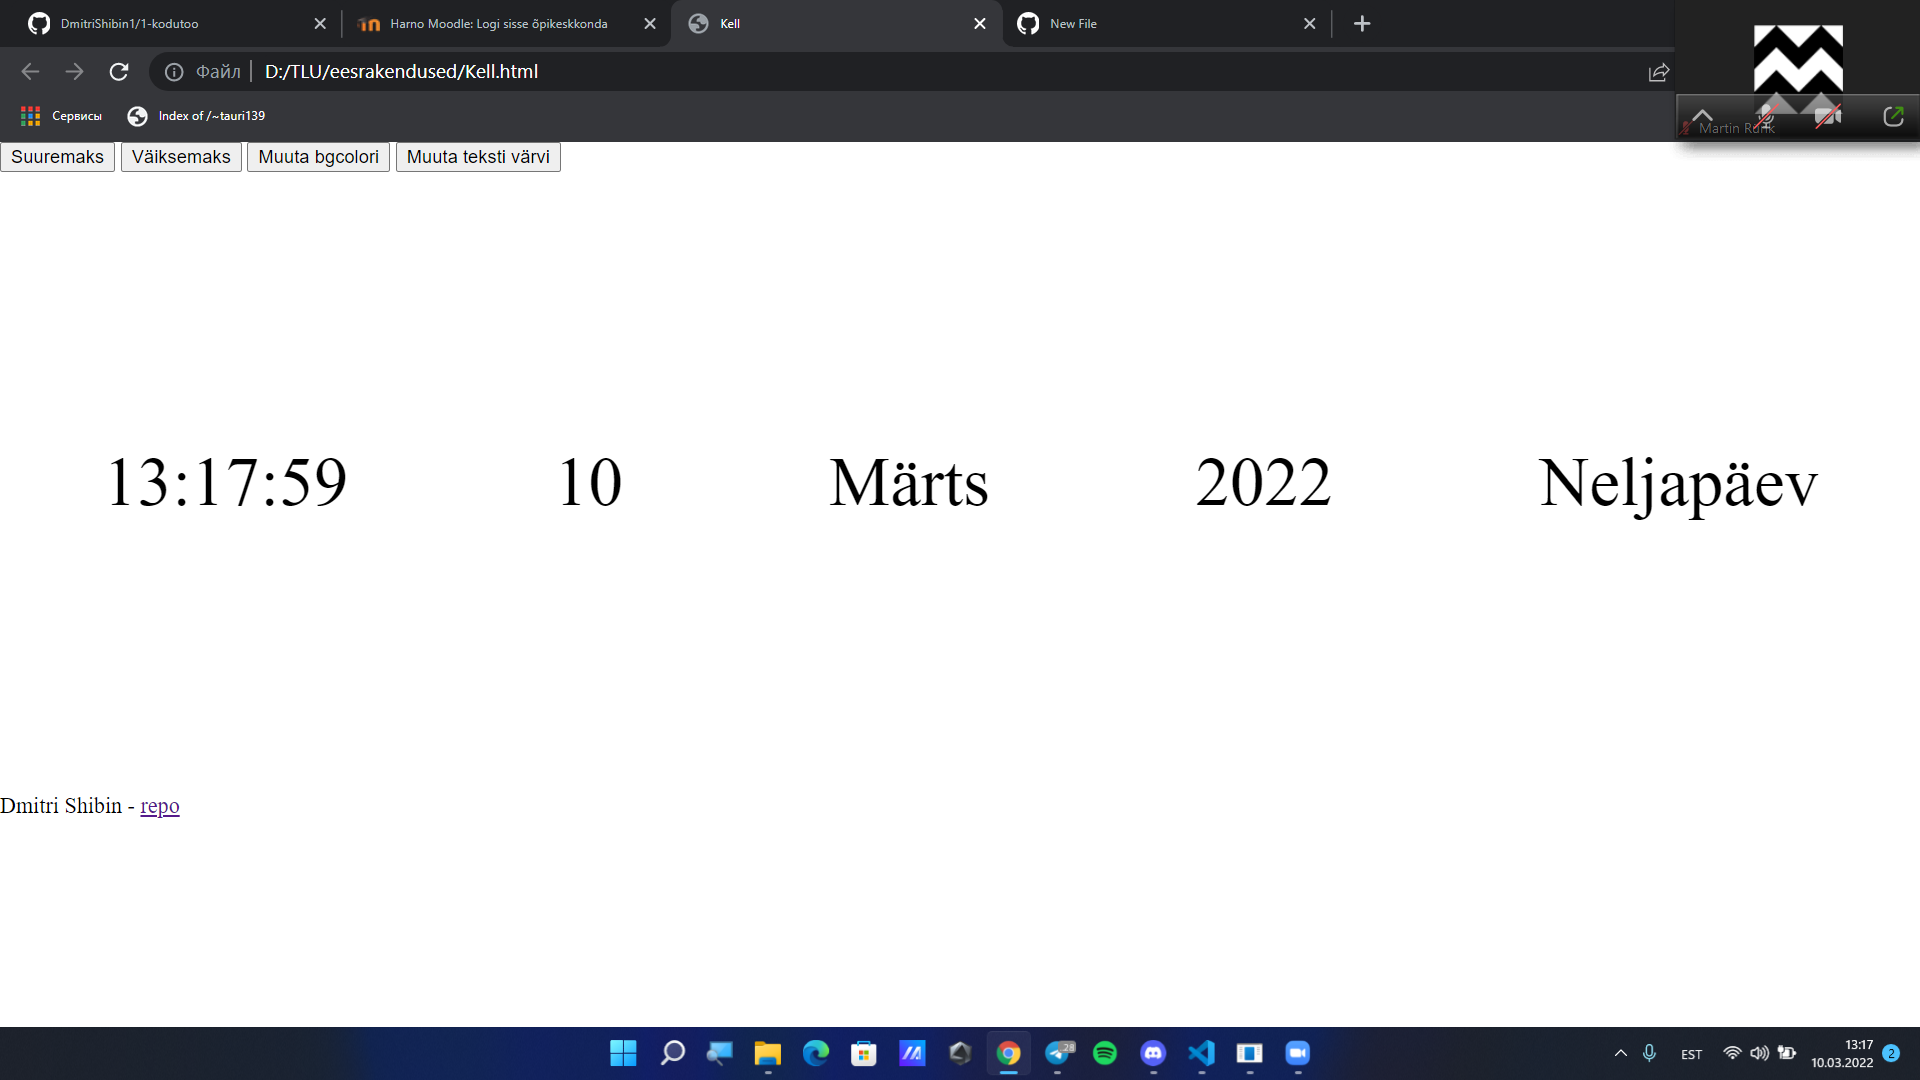 DmitriShibin1/1-kodutoo
Harno Moodle: Logi sisse õpikeskkonda
Kell
New File
Файл
D:/TLU/eesrakendused/Kell.html
Сервисы
Index of /~tauri139
Martin Rünk
Suuremaks
Väiksemaks
Muuta bgcolori
Muuta teksti värvi
13:17:59
10
Märts
2022
Neljapäev
Dmitri Shibin - repo
28
EST
13:17
10.03.2022
2